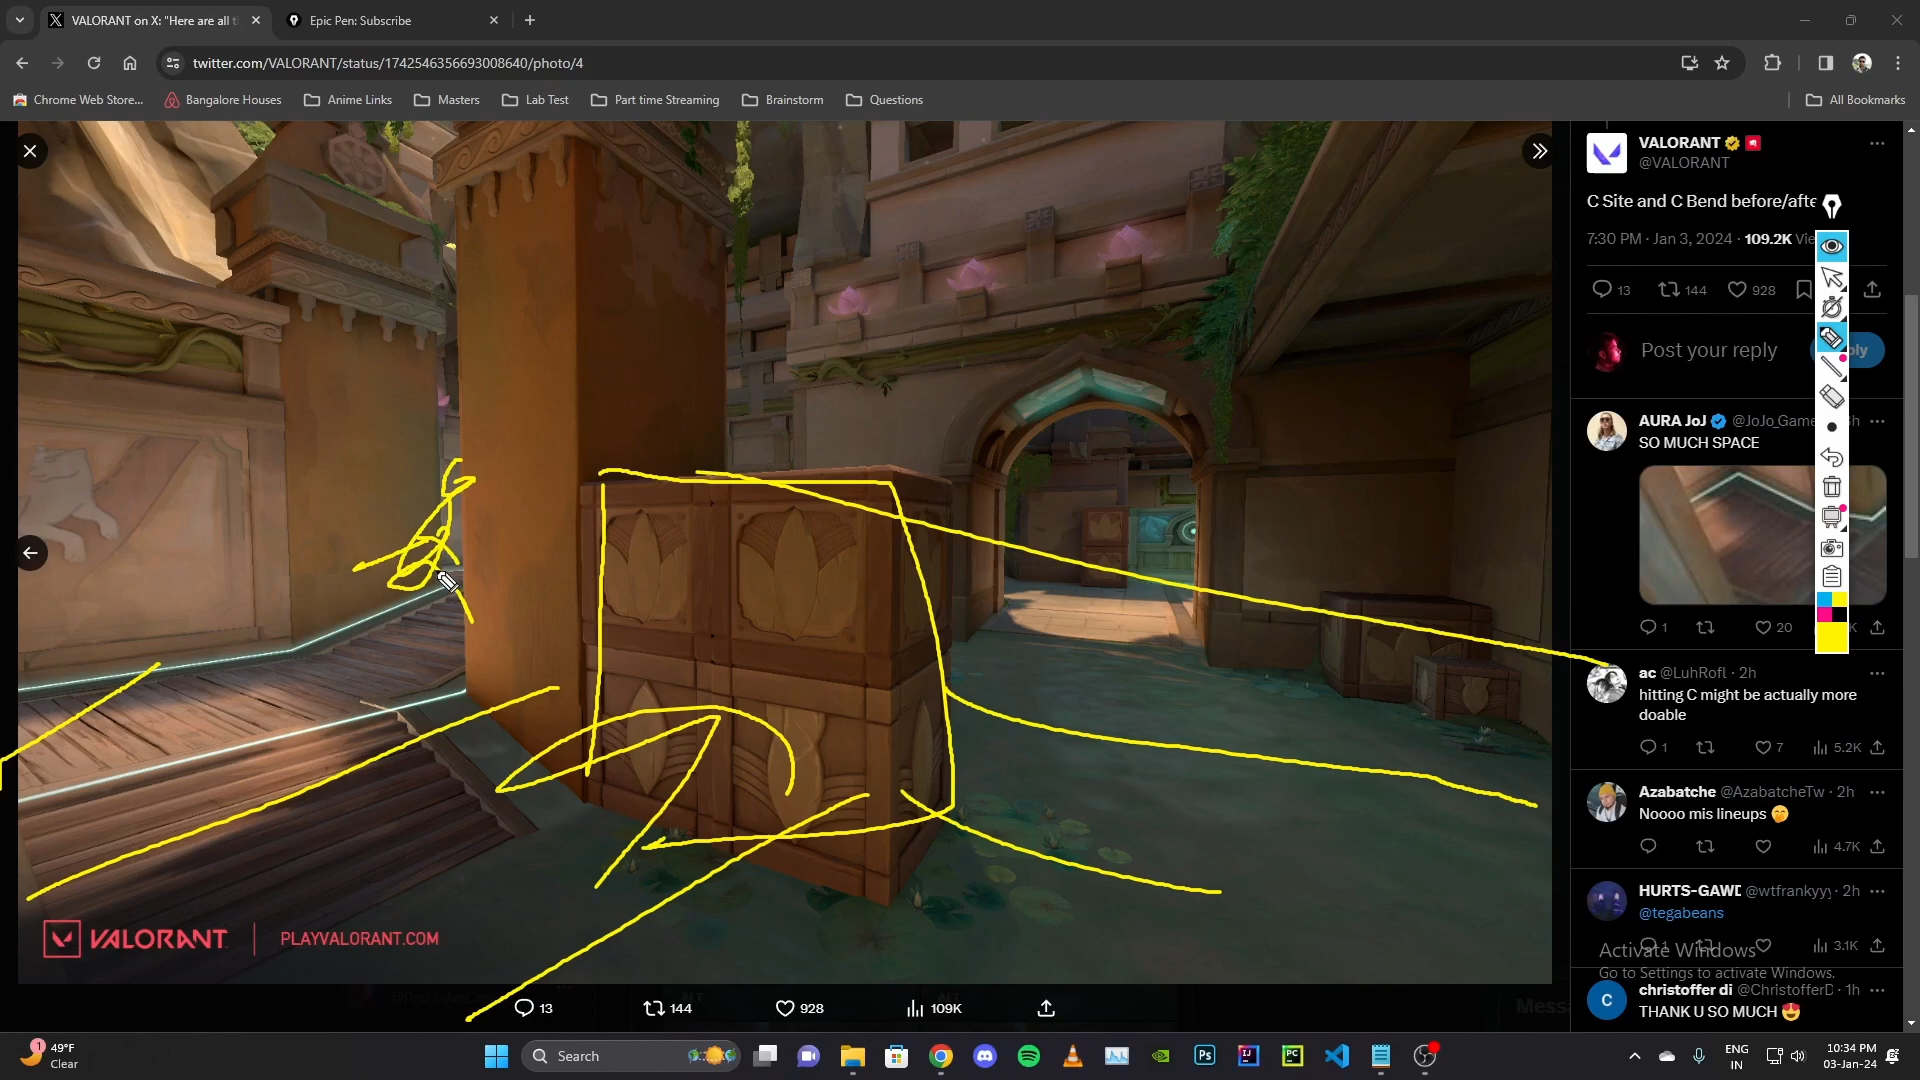 VALORANT on X: "Here are all t
Epic Pen: Subscribe
twitter.com/VALORANT/status/1742546356693008640/photo/4
Chrome Web Store...
Bangalore Houses
Anime Links
Masters
Lab Test
Part time Streaming
Brainstorm
Questions
All Bookmarks
VALORANT
@VALORANT
C Site and C Bend before/afte
7:30 PM · Jan 3, 2024 · 109.2K Vie
13
144
928
Post your reply
AURA JoJ @JoJo_Game
SO MUCH SPACE
1
20
ac @LuhRofl · 2h
hitting C might be actually more
doable
1
7
5.2K
Azabatche @AzabatcheTw · 2h
Noooo mis lineups 🤭
4.7K
HURTS-GAWD @wtfrankyyy · 2h
@tegabeans
1
3.1K
Activate Windows
Go to Settings to activate Windows.
C
christoffer di @ChristofferD · 1h
THANK U SO MUCH 😍
VALORANT
PLAYVALORANT.COM
13
144
928
109K
1
49°F
Clear
Search
Ps
IJ
PC
ENG
IN
10:34 PM
03-Jan-24